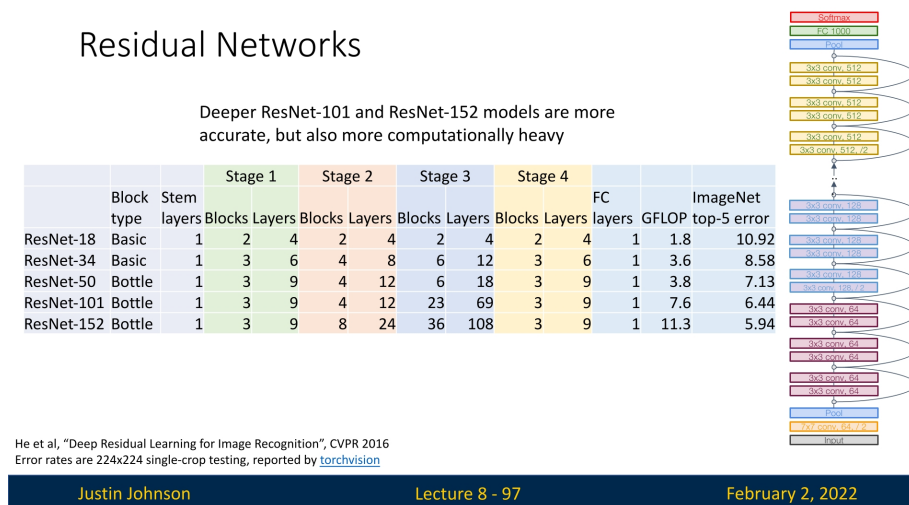 Residual Networks
Deeper ResNet-101 and ResNet-152 models are more
accurate, but also more computationally heavy
Stage 1 Stage 2 Stage 3 Stage 4
Block type Stem layers Blocks Layers Blocks Layers Blocks Layers Blocks Layers FC layers GFLOP ImageNet top-5 error
ResNet-18 Basic 1 2 4 2 4 2 4 2 4 1 1.8 10.92
ResNet-34 Basic 1 3 6 4 8 6 12 3 6 1 3.6 8.58
ResNet-50 Bottle 1 3 9 4 12 6 18 3 9 1 3.8 7.13
ResNet-101 Bottle 1 3 9 4 12 23 69 3 9 1 7.6 6.44
ResNet-152 Bottle 1 3 9 8 24 36 108 3 9 1 11.3 5.94
Softmax
FC 1000
Pool
3x3 conv, 512
3x3 conv, 512
3x3 conv, 512
3x3 conv, 512
3x3 conv, 512
3x3 conv, 512, /2
..
3x3 conv, 128
3x3 conv, 128
3x3 conv, 128
3x3 conv, 128
3x3 conv, 128
3x3 conv, 128, / 2
3x3 conv, 64
3x3 conv, 64
3x3 conv, 64
3x3 conv, 64
3x3 conv, 64
3x3 conv, 64
Pool
7x7 conv, 64, / 2
Input
He et al, “Deep Residual Learning for Image Recognition”, CVPR 2016
Error rates are 224x224 single-crop testing, reported by torchvision
Justin Johnson Lecture 8 - 97 February 2, 2022